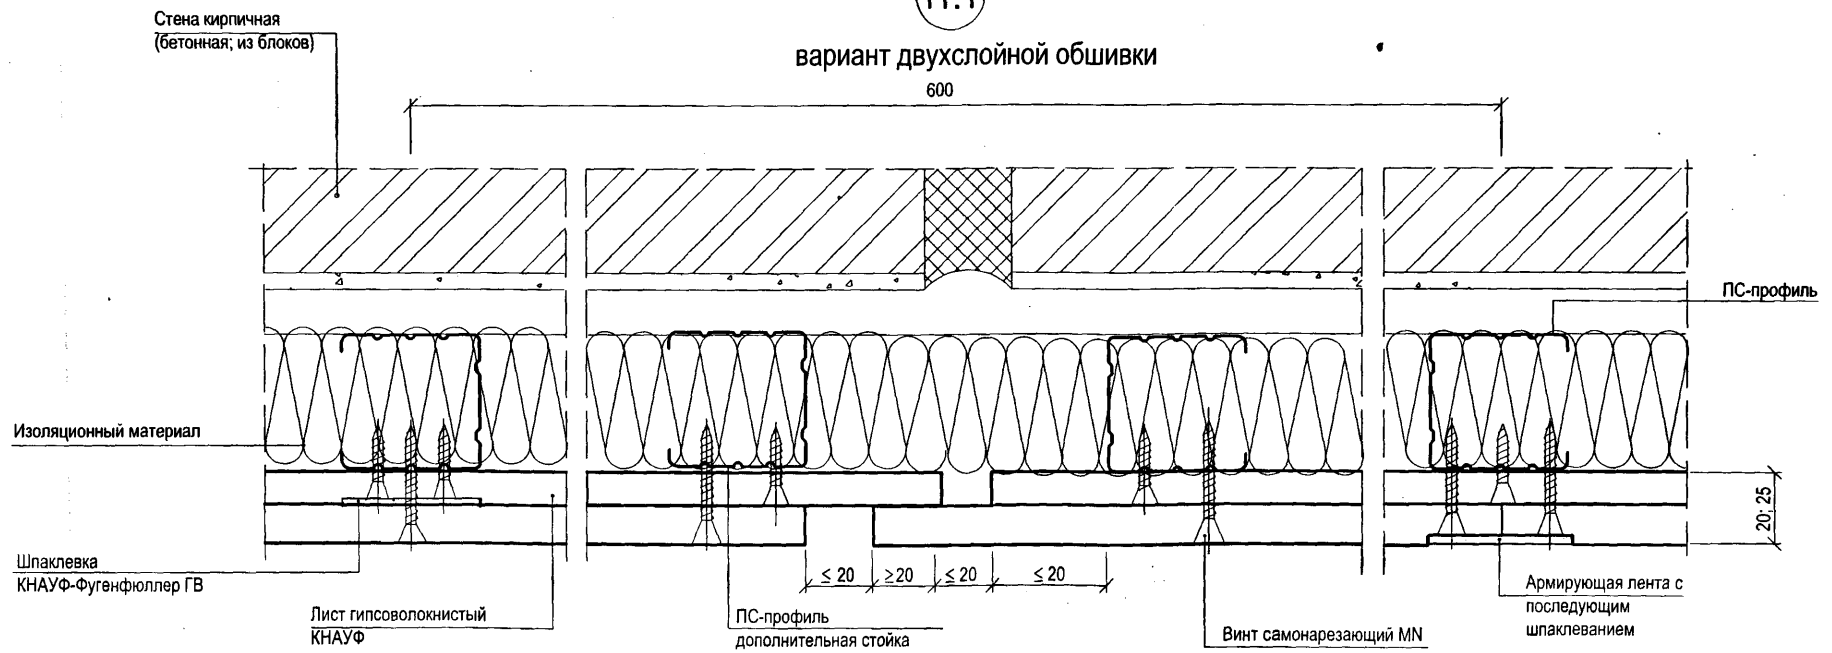 Стена кирпичная
(бетонная; из блоков)
вариант двухслойной обшивки
600
ПС-профиль
Изоляционный материал
20; 25
Шпаклевка
КНАУФ-Фугенфюллер ГВ
≤ 20
≥20
≤ 20
≤ 20
Лист гипсоволокнистый
КНАУФ
ПС-профиль
дополнительная стойка
Винт самонарезающий MN
Армирующая лента с
последующим
шпаклеванием